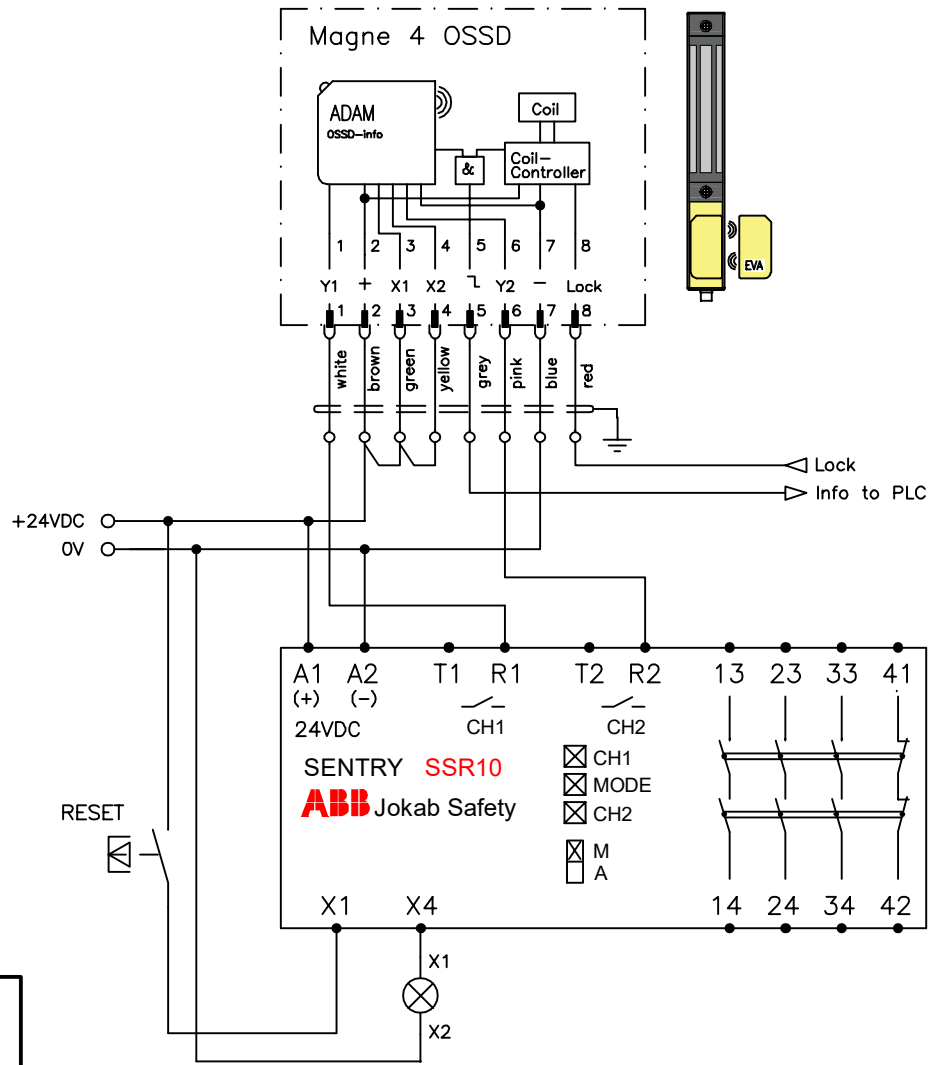 Magne 4 OSSD
ADAM
OSSD-info
Coil
&
Coil-
Controller
1 2 3 4 5 6 7 8
Y1 + X1 X2 Y2 − Lock
1 2 3 4 5 6 7 8
EVA
white brown green yellow grey pink blue red
Lock
Info to PLC
+24VDC
0V
A1 A2 T1 R1 T2 R2 13 23 33 41
(+) (−)
24VDC
CH1 CH2
SENTRY SSR10
ABB Jokab Safety
CH1
MODE
CH2
M
A
RESET
X1 X4 14 24 34 42
X1
X2